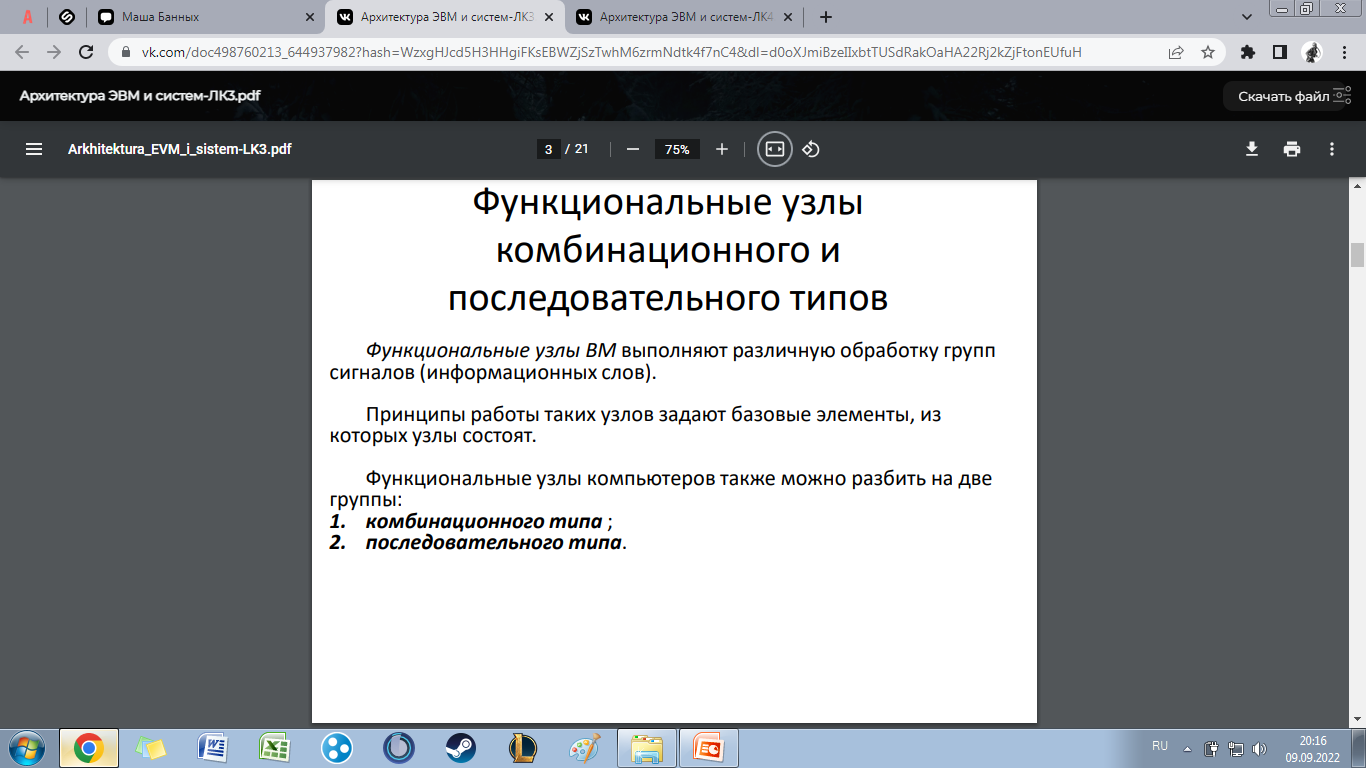 Маша Банных
Архитектура ЭВМ и систем-ЛК3
Архитектура ЭВМ и систем-ЛК4
vk.com/doc498760213_644937982?hash=WzxgHJcd5H3HHgiFKsEBWZjSzTwhM6zrmNdtk4f7nC4&dl=d0oXJmiBzeIIxbtTUSdRakOaHA22Rj2kZjFtonEUfuH
Архитектура ЭВМ и систем-ЛК3.pdf
Скачать файл
Arkhitektura_EVM_i_sistem-LK3.pdf
3 / 21
75%
Функциональные узлы
комбинационного и
последовательного типов
Функциональные узлы ВМ выполняют различную обработку групп
сигналов (информационных слов).
Принципы работы таких узлов задают базовые элементы, из
которых узлы состоят.
Функциональные узлы компьютеров также можно разбить на две
группы:
1. комбинационного типа ;
2. последовательного типа.
RU
20:16
09.09.2022